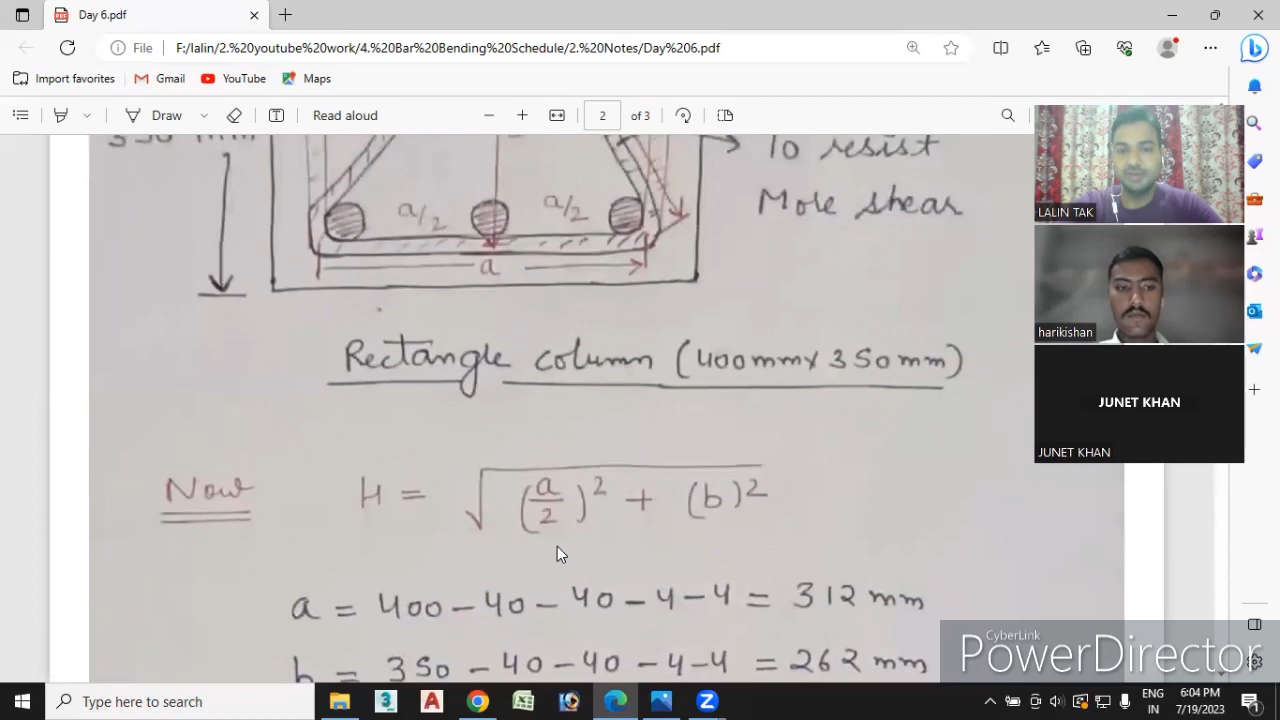 Day 6.pdf
File
F:/lalin/2.%20youtube%20work/4.%20Bar%20Bending%20Schedule/2.%20Notes/Day%206.pdf
Import favorites
Gmail
YouTube
Maps
Draw
Read aloud
2
of 3
To resist
More shear
a/2
a/2
a
Rectangle column (400mm x 350mm)
Now H = √(a/2)² + (b)²
a = 400 - 40 - 40 - 4 - 4 = 312 mm
b = 350 - 40 - 40 - 4 - 4 = 262 mm
LALIN TAK
harikishan
JUNET KHAN
JUNET KHAN
CyberLink
PowerDirector
Type here to search
ENG
IN
6:04 PM
7/19/2023
1